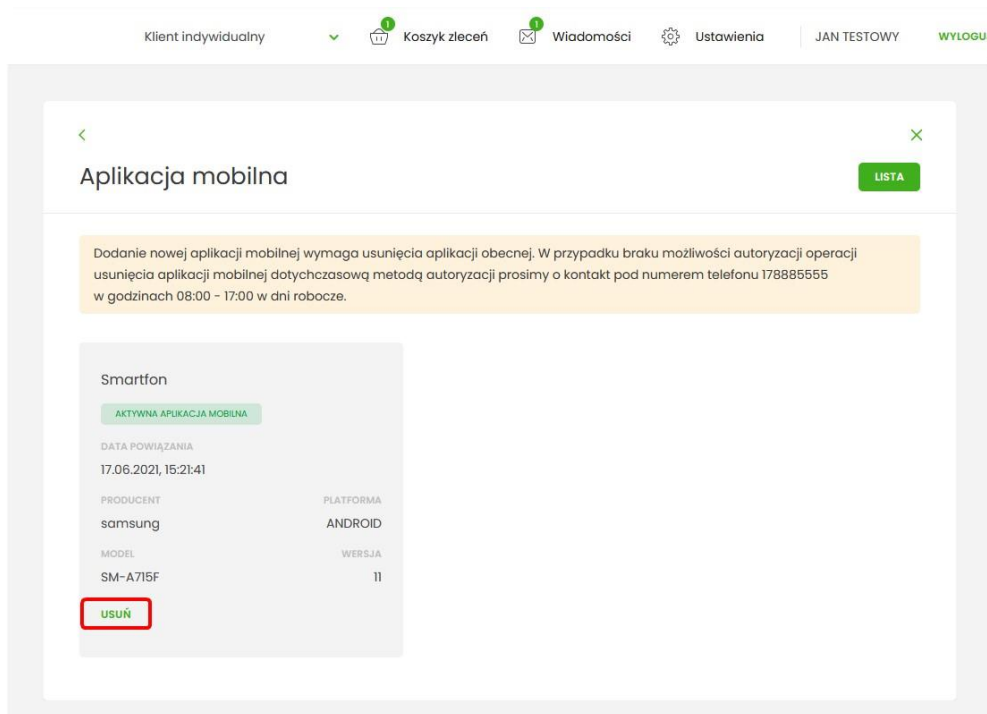 Klient indywidualny 1 Koszyk zleceń 1 Wiadomości Ustawienia JAN TESTOWY WYLOGU
Aplikacja mobilna
LISTA
Dodanie nowej aplikacji mobilnej wymaga usunięcia aplikacji obecnej. W przypadku braku możliwości autoryzacji operacji
usunięcia aplikacji mobilnej dotychczasową metodą autoryzacji prosimy o kontakt pod numerem telefonu 178885555
w godzinach 08:00 - 17:00 w dni robocze.
Smartfon
AKTYWNA APLIKACJA MOBILNA
DATA POWIĄZANIA
17.06.2021, 15:21:41
PRODUCENT PLATFORMA
samsung ANDROID
MODEL WERSJA
SM-A715F 11
USUŃ